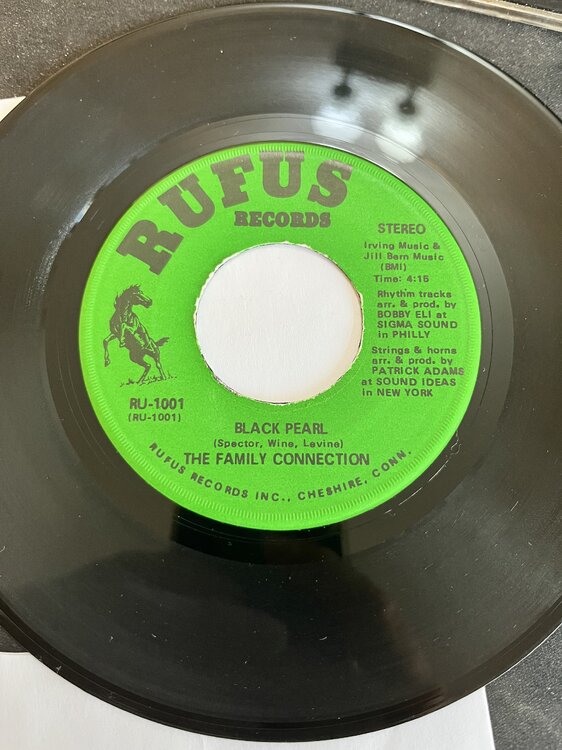 RUFUS
RECORDS
STEREO
Irving Music &
Jill Barn Music
(BMI)
Time: 4:15
Rhythm tracks
arr. & prod. by
BOBBY ELI at
SIGMA SOUND
in PHILLY
Strings & horns
arr. & prod. by
PATRICK ADAMS
at SOUND IDEAS
in NEW YORK
RU-1001
(RU-1001)
BLACK PEARL
(Spector, Wine, Levine)
THE FAMILY CONNECTION
RUFUS RECORDS INC., CHESHIRE, CONN.